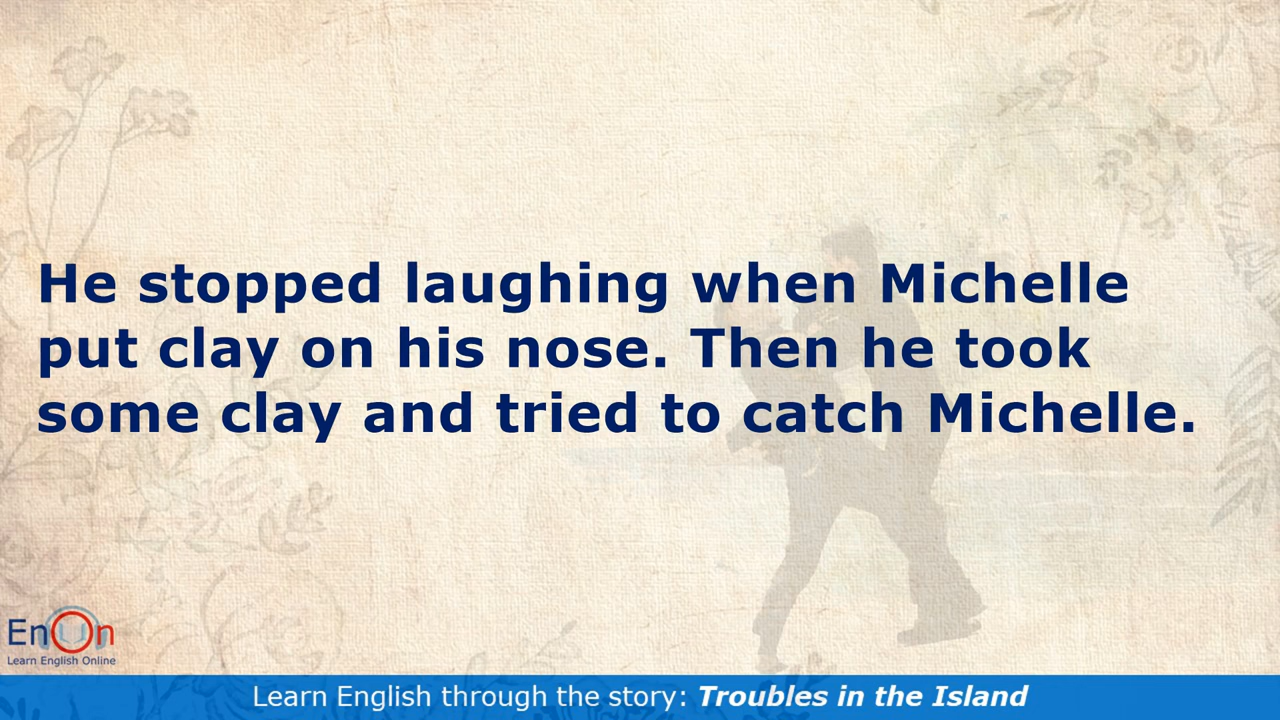 He stopped laughing when Michelle
put clay on his nose. Then he took
some clay and tried to catch Michelle.
EnOn
Learn English Online
Learn English through the story: Troubles in the Island